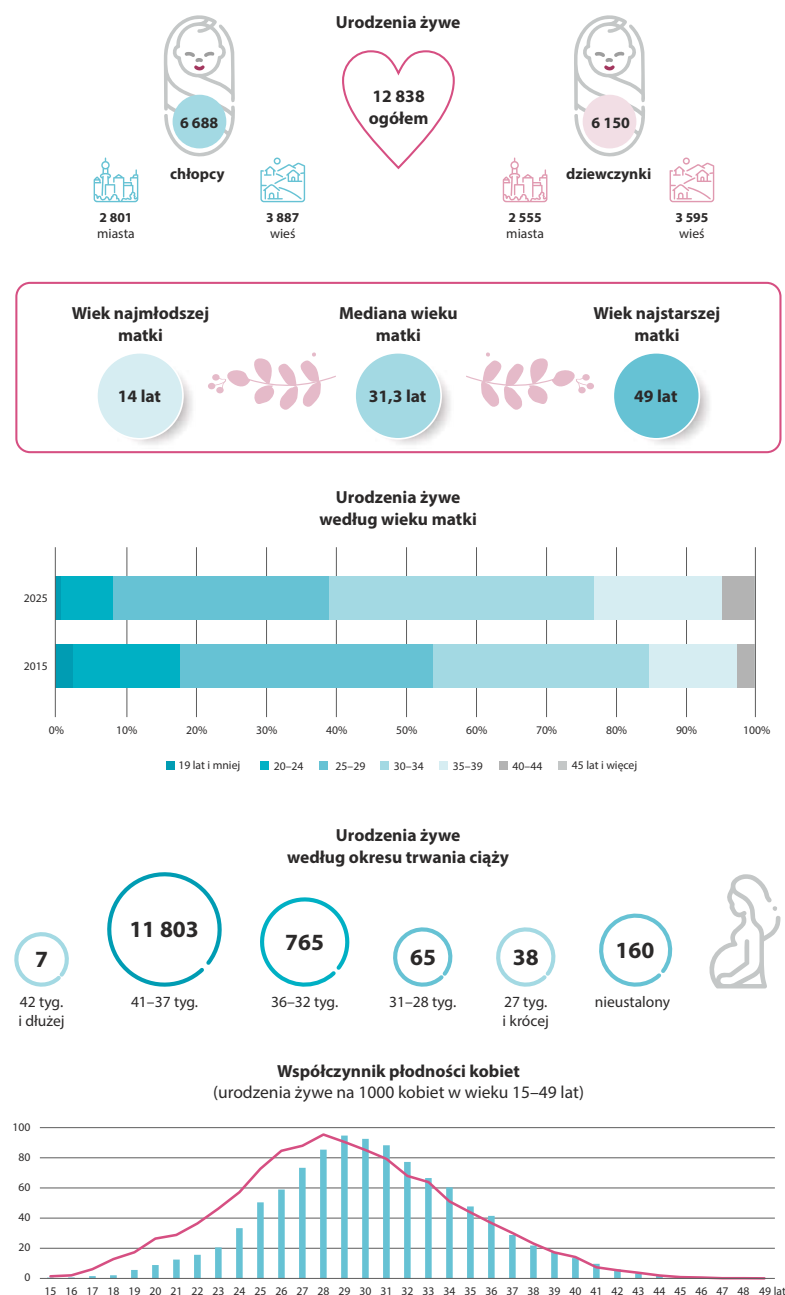 Urodzenia żywe
12 838
ogółem
6 688
chłopcy
2 801
miasta
3 887
wieś
6 150
dziewczynki
2 555
miasta
3 595
wieś
Wiek najmłodszej
matki
14 lat
Mediana wieku
matki
31,3 lat
Wiek najstarszej
matki
49 lat
Urodzenia żywe
według wieku matki
2025
2015
0% 10% 20% 30% 40% 50% 60% 70% 80% 90% 100%
19 lat i mniej 20–24 25–29 30–34 35–39 40–44 45 lat i więcej
Urodzenia żywe
według okresu trwania ciąży
7
42 tyg.
i dłużej
11 803
41–37 tyg.
765
36–32 tyg.
65
31–28 tyg.
38
27 tyg.
i krócej
160
nieustalony
Współczynnik płodności kobiet
(urodzenia żywe na 1000 kobiet w wieku 15–49 lat)
100
80
60
40
20
0
15 16 17 18 19 20 21 22 23 24 25 26 27 28 29 30 31 32 33 34 35 36 37 38 39 40 41 42 43 44 45 46 47 48 49 lat